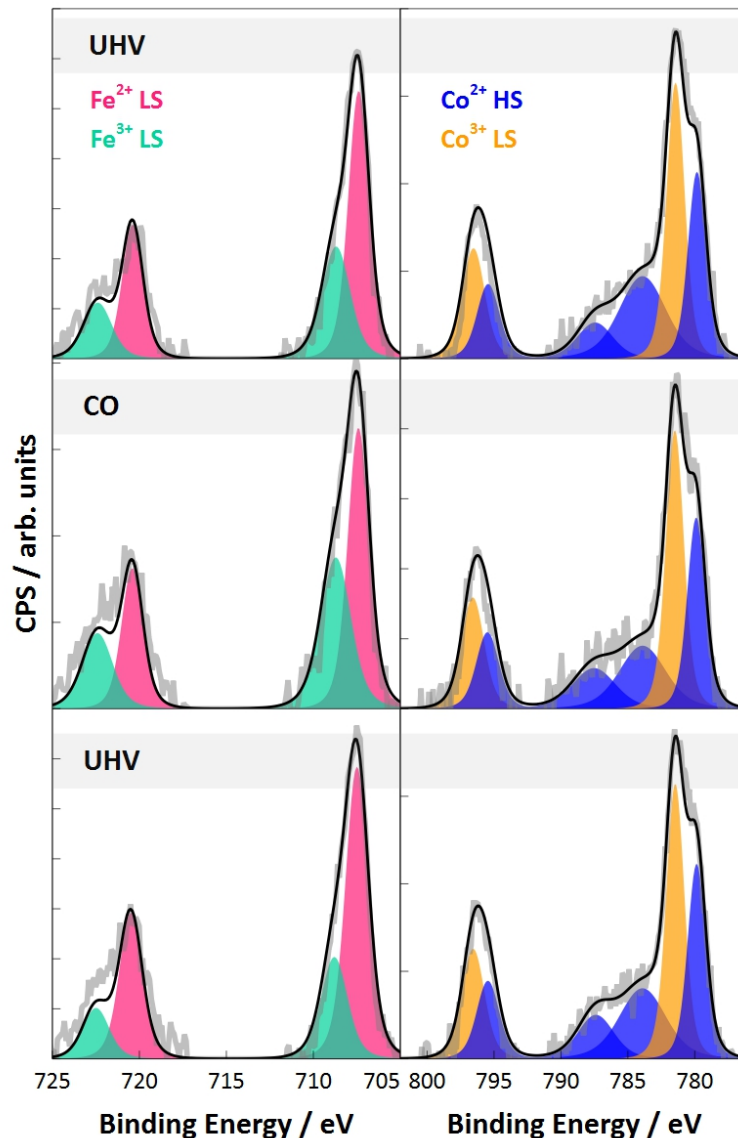 UHV
Fe²⁺ LS
Fe³⁺ LS
Co²⁺ HS
Co³⁺ LS
CO
CPS / arb. units
UHV
725 720 715 710 705 800 795 790 785 780
Binding Energy / eV Binding Energy / eV